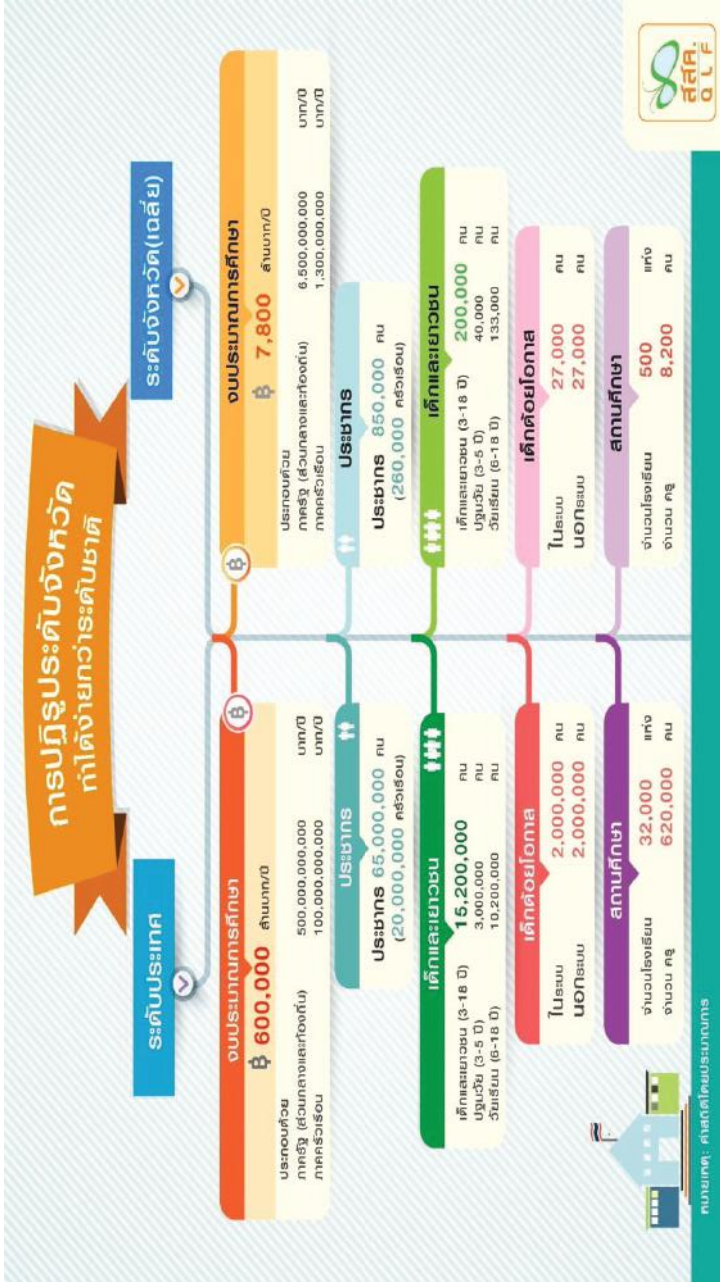 การปฏิรูประดับจังหวัด
ทำได้ง่ายกว่าระดับชาติ
ระดับประเทศ
งบประมาณการศึกษา
฿ 600,000 ล้านบาท/ปี
ประกอบด้วย
ภาครัฐ (ส่วนกลางและท้องถิ่น) 500,000,000,000 บาท/ปี
ภาคครัวเรือน 100,000,000,000 บาท/ปี
ประชากร
ประชากร 65,000,000 คน
(20,000,000 ครัวเรือน)
เด็กและเยาวชน
เด็กและเยาวชน (3-18 ปี) 15,200,000 คน
ปฐมวัย (3-5 ปี) 3,000,000 คน
วัยเรียน (6-18 ปี) 10,200,000 คน
เด็กด้อยโอกาส
ในระบบ 2,000,000 คน
นอกระบบ 2,000,000 คน
สถานศึกษา
จำนวนโรงเรียน 32,000 แห่ง
จำนวน ครู 620,000 คน
ระดับจังหวัด(เฉลี่ย)
งบประมาณการศึกษา
฿ 7,800 ล้านบาท/ปี
ประกอบด้วย
ภาครัฐ (ส่วนกลางและท้องถิ่น) 6,500,000,000 บาท/ปี
ภาคครัวเรือน 1,300,000,000 บาท/ปี
ประชากร
ประชากร 850,000 คน
(260,000 ครัวเรือน)
เด็กและเยาวชน
เด็กและเยาวชน (3-18 ปี) 200,000 คน
ปฐมวัย (3-5 ปี) 40,000 คน
วัยเรียน (6-18 ปี) 133,000 คน
เด็กด้อยโอกาส
ในระบบ 27,000 คน
นอกระบบ 27,000 คน
สถานศึกษา
จำนวนโรงเรียน 500 แห่ง
จำนวน ครู 8,200 คน
หมายเหตุ: ค่าสถิติโดยประมาณการ
สสค.
QLF